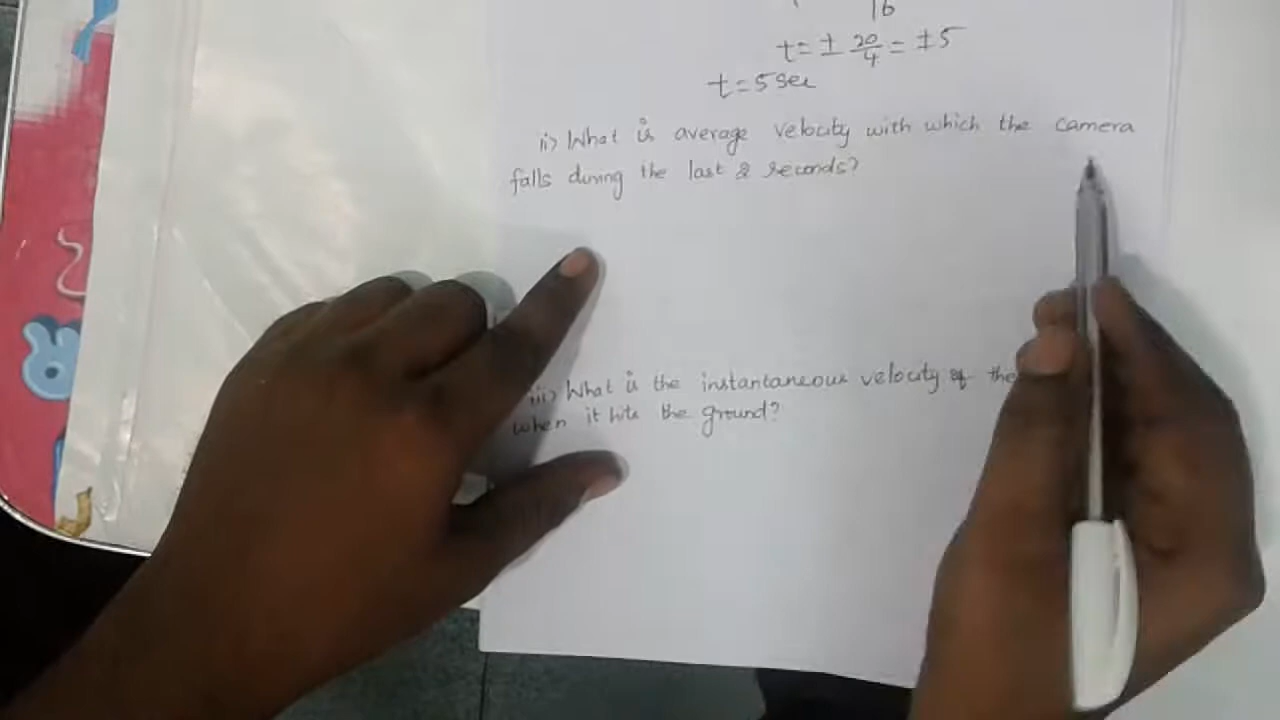 16
t = ± 20/4 = ±5
t = 5 sec
ii) What is average velocity with which the camera
falls during the last 2 seconds?
iii) What is the instantaneous velocity of the
when it hits the ground?